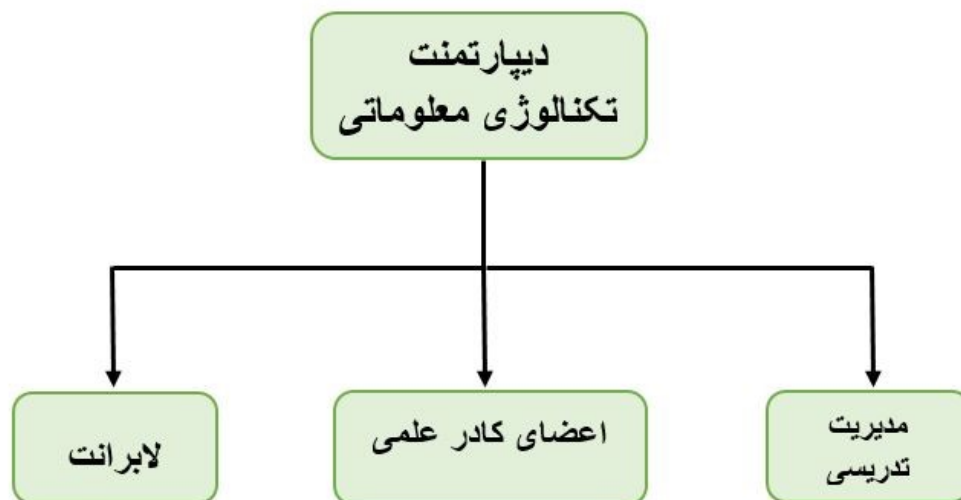 دیپارتمنت
تکنالوژی معلوماتی
مدیریت
تدریسی
اعضای کادر علمی
لابرانت